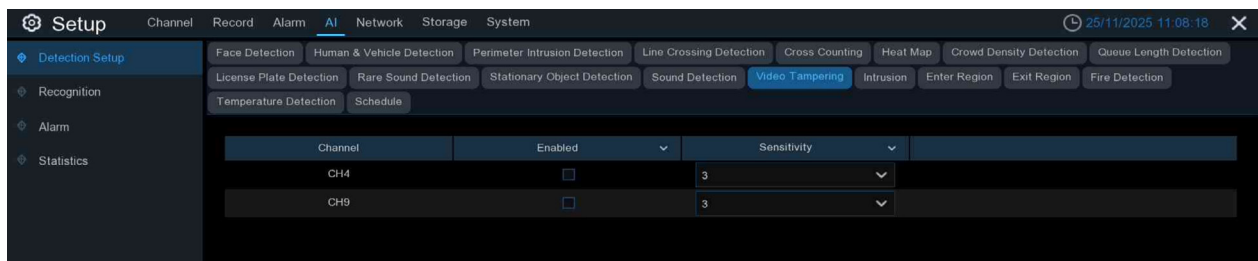 Setup Channel Record Alarm AI Network Storage System 25/11/2025 11:08:18
Detection Setup
Recognition
Alarm
Statistics
Face Detection Human & Vehicle Detection Perimeter Intrusion Detection Line Crossing Detection Cross Counting Heat Map Crowd Density Detection Queue Length Detection
License Plate Detection Rare Sound Detection Stationary Object Detection Sound Detection Video Tampering Intrusion Enter Region Exit Region Fire Detection
Temperature Detection Schedule
Channel Enabled Sensitivity
CH4 3
CH9 3